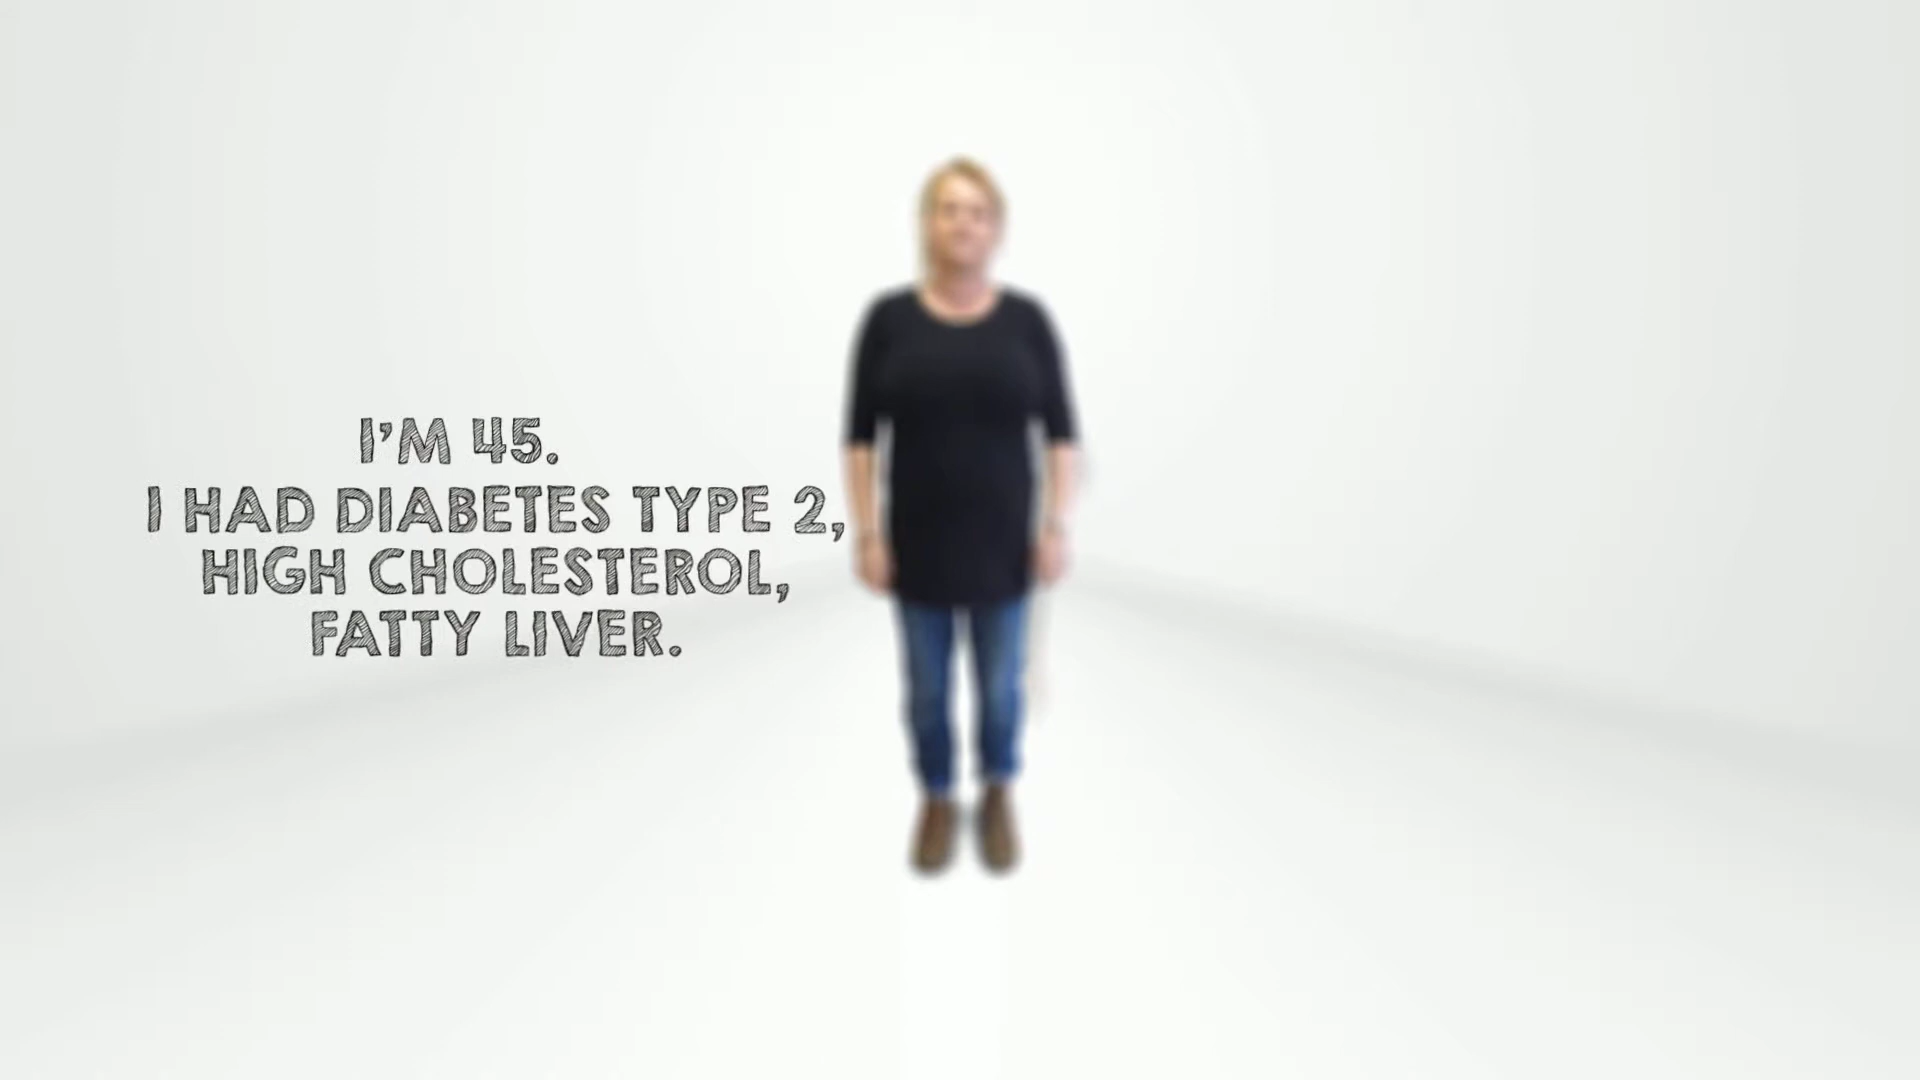 I'M 45.
I HAD DIABETES TYPE 2,
HIGH CHOLESTEROL,
FATTY LIVER.